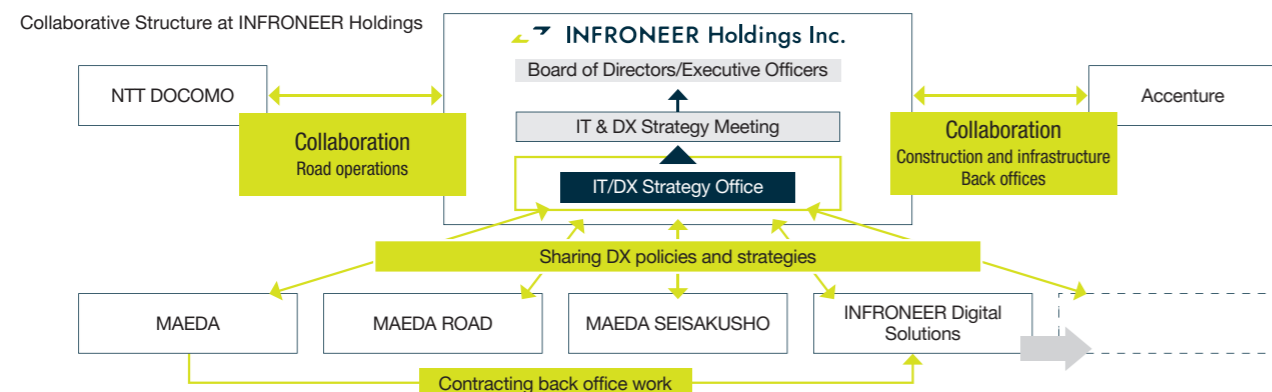 Collaborative Structure at INFRONEER Holdings
INFRONEER Holdings Inc.
Board of Directors/Executive Officers
NTT DOCOMO
Accenture
IT & DX Strategy Meeting
Collaboration
Road operations
Collaboration
Construction and infrastructure
Back offices
IT/DX Strategy Office
Sharing DX policies and strategies
MAEDA
MAEDA ROAD
MAEDA SEISAKUSHO
INFRONEER Digital
Solutions
Contracting back office work